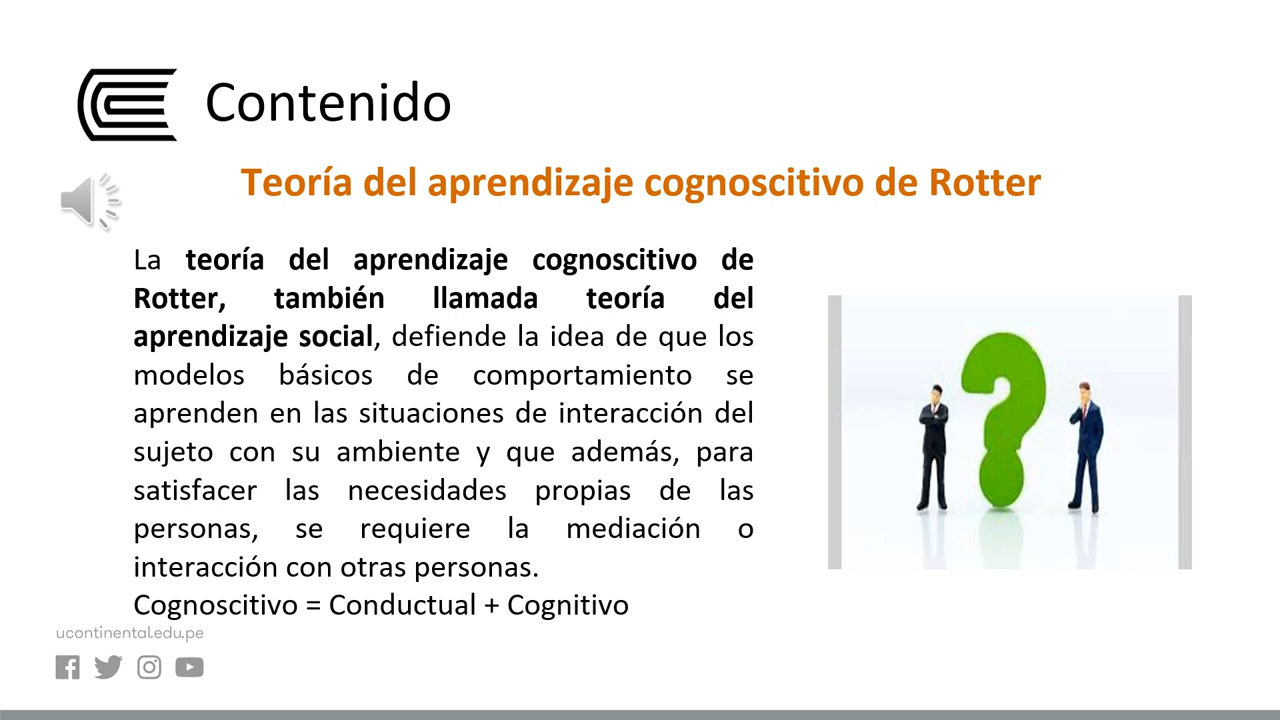 Contenido
Teoría del aprendizaje cognoscitivo de Rotter
La teoría del aprendizaje cognoscitivo de
Rotter, también llamada teoría del
aprendizaje social, defiende la idea de que los
modelos básicos de comportamiento se
aprenden en las situaciones de interacción del
sujeto con su ambiente y que además, para
satisfacer las necesidades propias de las
personas, se requiere la mediación o
interacción con otras personas.
Cognoscitivo = Conductual + Cognitivo
ucontinental.edu.pe